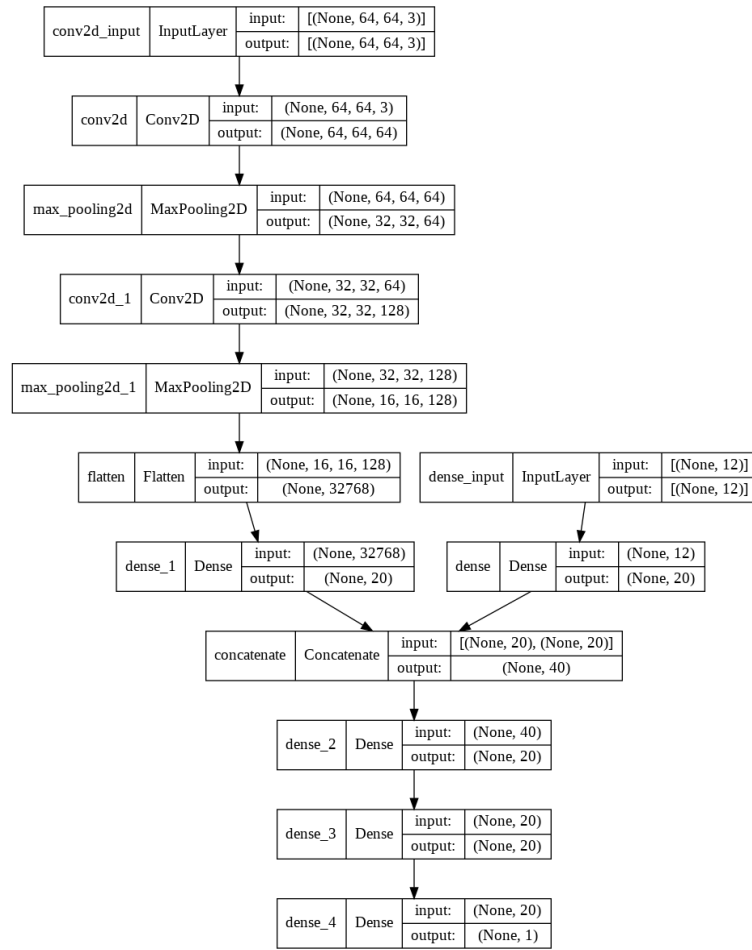 conv2d_input InputLayer input: [(None, 64, 64, 3)]
output: [(None, 64, 64, 3)]
conv2d Conv2D input: (None, 64, 64, 3)
output: (None, 64, 64, 64)
max_pooling2d MaxPooling2D input: (None, 64, 64, 64)
output: (None, 32, 32, 64)
conv2d_1 Conv2D input: (None, 32, 32, 64)
output: (None, 32, 32, 128)
max_pooling2d_1 MaxPooling2D input: (None, 32, 32, 128)
output: (None, 16, 16, 128)
flatten Flatten input: (None, 16, 16, 128)
output: (None, 32768)
dense_input InputLayer input: [(None, 12)]
output: [(None, 12)]
dense_1 Dense input: (None, 32768)
output: (None, 20)
dense Dense input: (None, 12)
output: (None, 20)
concatenate Concatenate input: [(None, 20), (None, 20)]
output: (None, 40)
dense_2 Dense input: (None, 40)
output: (None, 20)
dense_3 Dense input: (None, 20)
output: (None, 20)
dense_4 Dense input: (None, 20)
output: (None, 1)